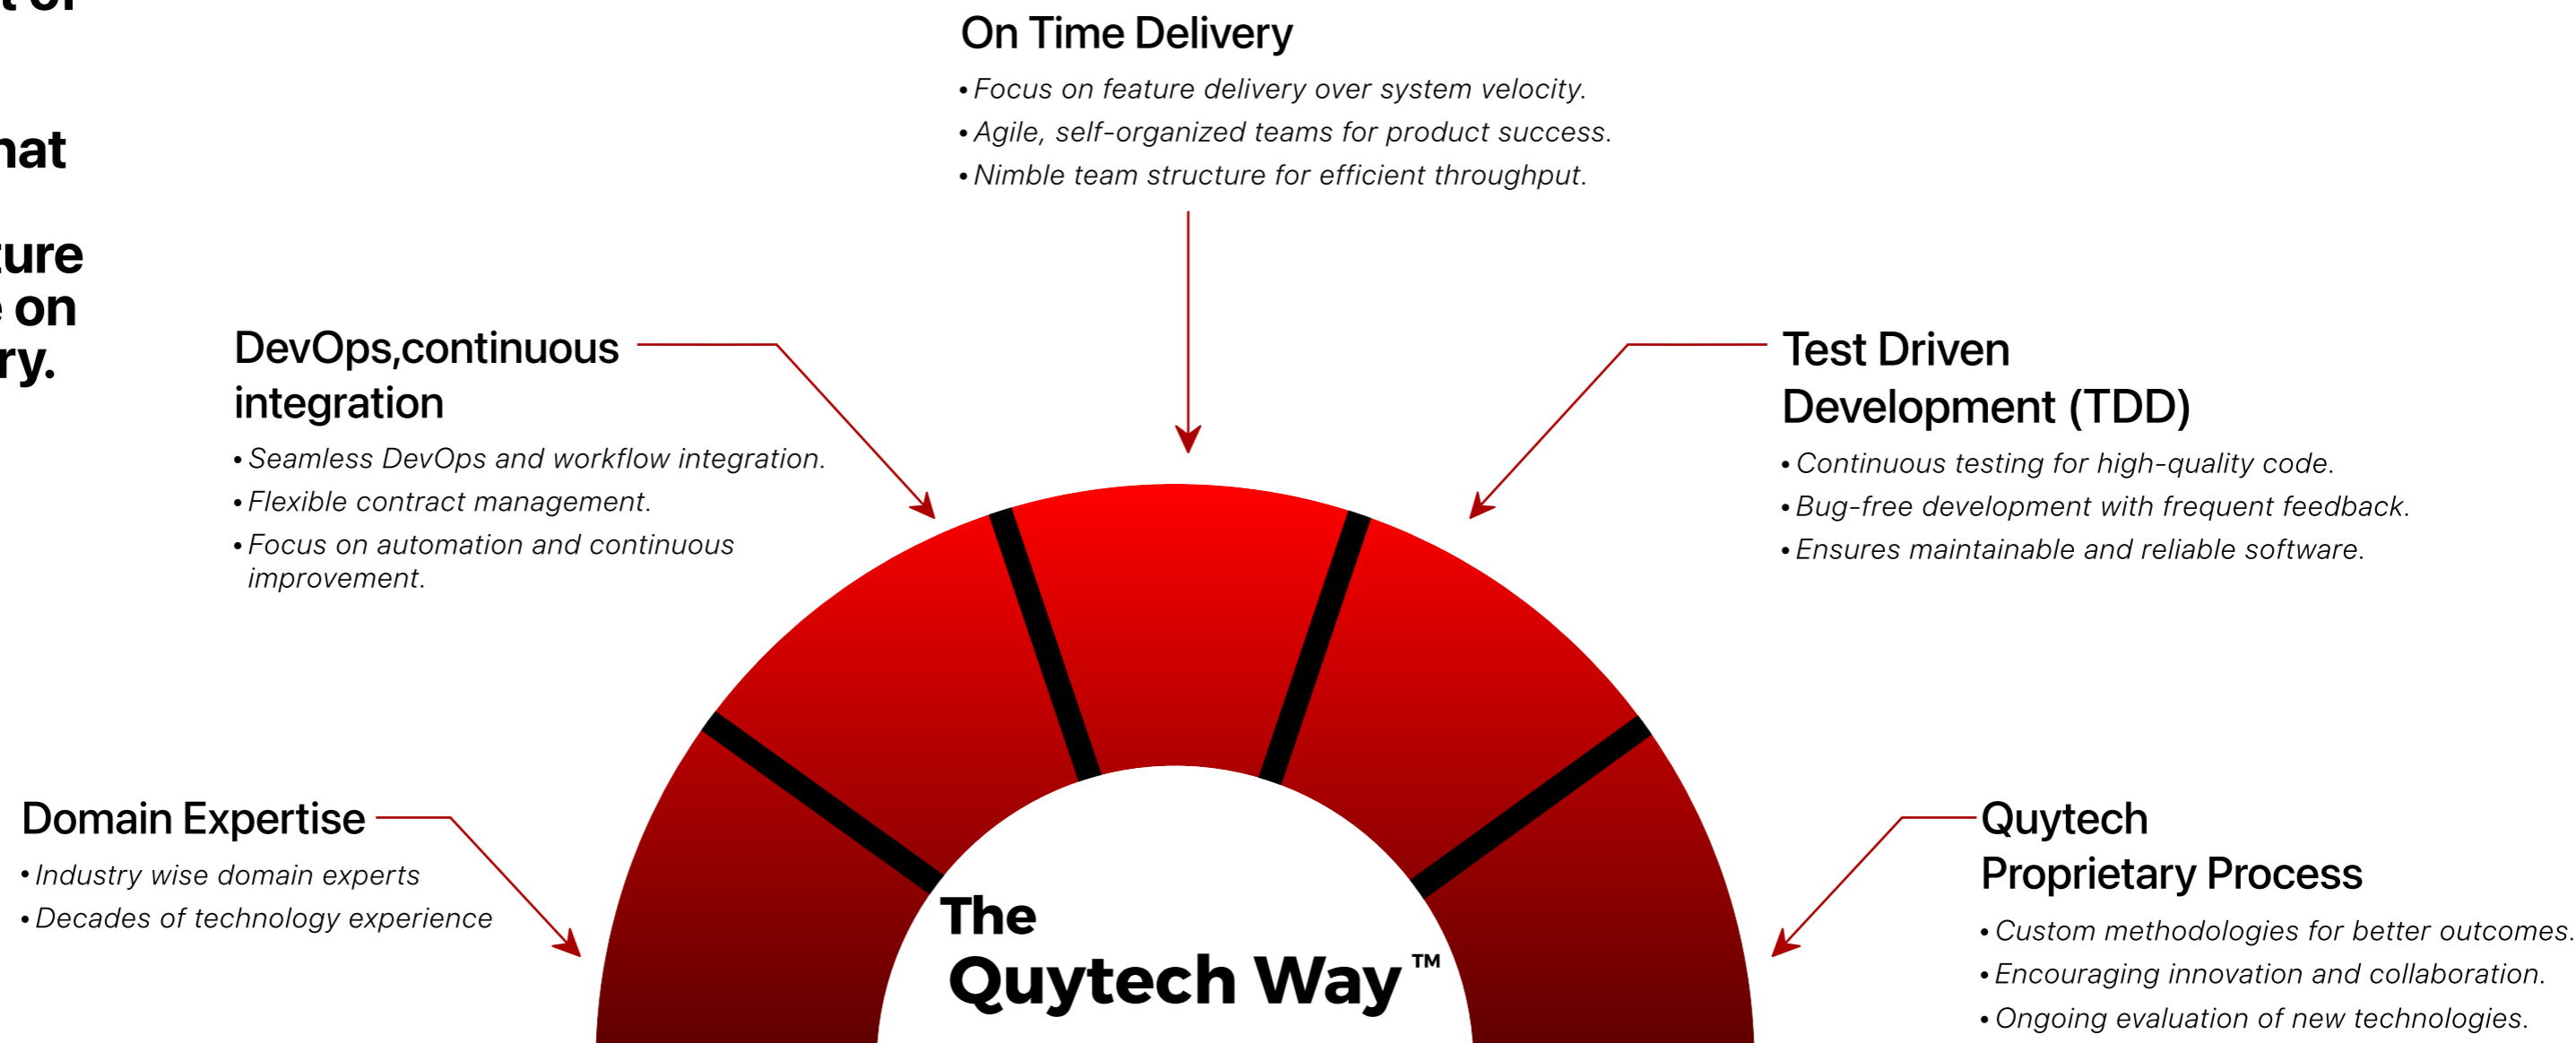 On Time Delivery
• Focus on feature delivery over system velocity.
• Agile, self-organized teams for product success.
• Nimble team structure for efficient throughput.
on
DevOps,continuous
integration
• Seamless DevOps and workflow integration.
• Flexible contract management.
• Focus on automation and continuous
improvement.
Test Driven
Development (TDD)
• Continuous testing for high-quality code.
• Bug-free development with frequent feedback.
• Ensures maintainable and reliable software.
Domain Expertise
• Industry wise domain experts
• Decades of technology experience
The
Quytech Way™
Quytech
Proprietary Process
• Custom methodologies for better outcomes.
• Encouraging innovation and collaboration.
• Ongoing evaluation of new technologies.